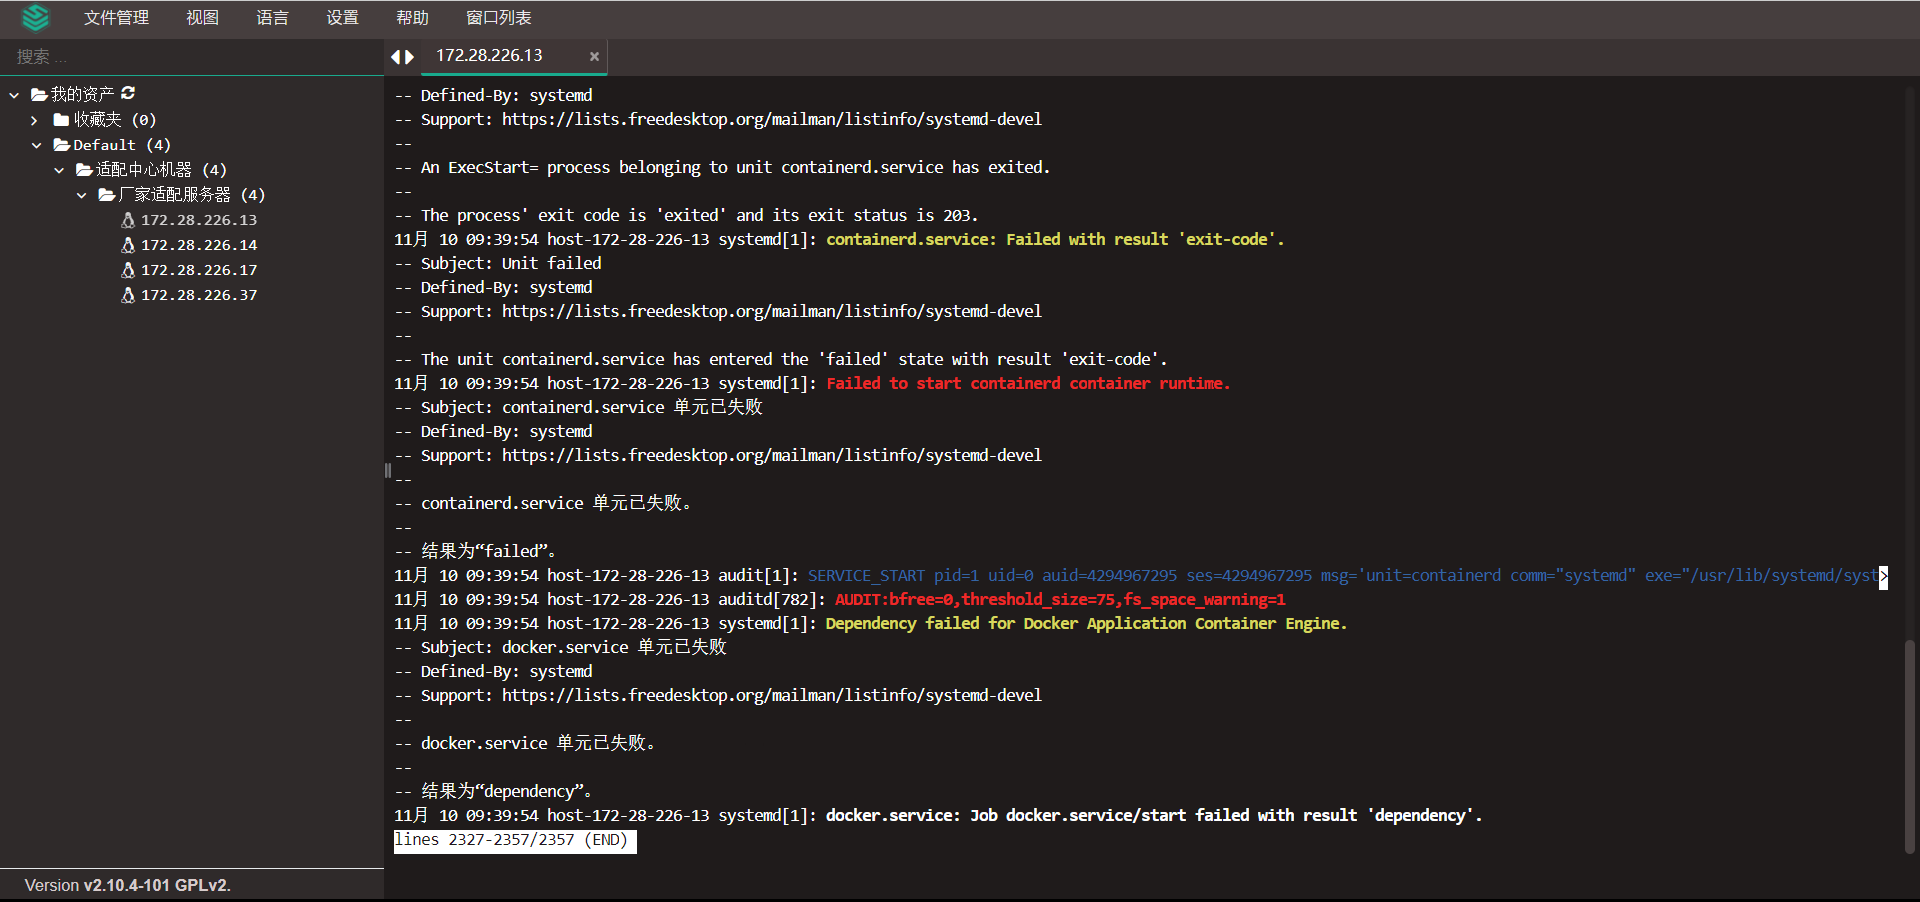 文件管理 视图 语言 设置 帮助 窗口列表
搜索 ...
172.28.226.13 ×
我的资产
收藏夹 (0)
Default (4)
适配中心机器 (4)
厂家适配服务器 (4)
172.28.226.13
172.28.226.14
172.28.226.17
172.28.226.37
Version v2.10.4-101 GPLv2.
-- Defined-By: systemd
-- Support: https://lists.freedesktop.org/mailman/listinfo/systemd-devel
--
-- An ExecStart= process belonging to unit containerd.service has exited.
--
-- The process' exit code is 'exited' and its exit status is 203.
11月 10 09:39:54 host-172-28-226-13 systemd[1]: containerd.service: Failed with result 'exit-code'.
-- Subject: Unit failed
-- Defined-By: systemd
-- Support: https://lists.freedesktop.org/mailman/listinfo/systemd-devel
--
-- The unit containerd.service has entered the 'failed' state with result 'exit-code'.
11月 10 09:39:54 host-172-28-226-13 systemd[1]: Failed to start containerd container runtime.
-- Subject: containerd.service 单元已失败
-- Defined-By: systemd
-- Support: https://lists.freedesktop.org/mailman/listinfo/systemd-devel
--
-- containerd.service 单元已失败。
--
-- 结果为“failed”。
11月 10 09:39:54 host-172-28-226-13 audit[1]: SERVICE_START pid=1 uid=0 auid=4294967295 ses=4294967295 msg='unit=containerd comm="systemd" exe="/usr/lib/systemd/syst>
11月 10 09:39:54 host-172-28-226-13 auditd[782]: AUDIT:bfree=0,threshold_size=75,fs_space_warning=1
11月 10 09:39:54 host-172-28-226-13 systemd[1]: Dependency failed for Docker Application Container Engine.
-- Subject: docker.service 单元已失败
-- Defined-By: systemd
-- Support: https://lists.freedesktop.org/mailman/listinfo/systemd-devel
--
-- docker.service 单元已失败。
--
-- 结果为“dependency”。
11月 10 09:39:54 host-172-28-226-13 systemd[1]: docker.service: Job docker.service/start failed with result 'dependency'.
lines 2327-2357/2357 (END)